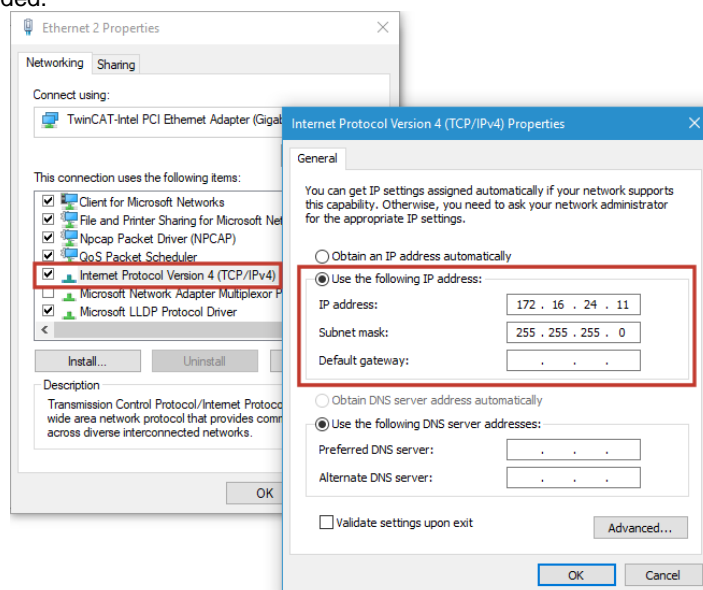 ded:
Ethernet 2 Properties
Networking Sharing
Connect using:
TwinCAT-Intel PCI Ethernet Adapter (Gigab
This connection uses the following items:
Client for Microsoft Networks
File and Printer Sharing for Microsoft Net
Npcap Packet Driver (NPCAP)
QoS Packet Scheduler
Internet Protocol Version 4 (TCP/IPv4)
Microsoft Network Adapter Multiplexor P
Microsoft LLDP Protocol Driver
Install... Uninstall
Description
Transmission Control Protocol/Internet Protoco
wide area network protocol that provides comm
across diverse interconnected networks.
OK
Internet Protocol Version 4 (TCP/IPv4) Properties
General
You can get IP settings assigned automatically if your network supports
this capability. Otherwise, you need to ask your network administrator
for the appropriate IP settings.
Obtain an IP address automatically
Use the following IP address:
IP address: 172 . 16 . 24 . 11
Subnet mask: 255 . 255 . 255 . 0
Default gateway: . . .
Obtain DNS server address automatically
Use the following DNS server addresses:
Preferred DNS server: . . .
Alternate DNS server: . . .
Validate settings upon exit
Advanced...
OK Cancel